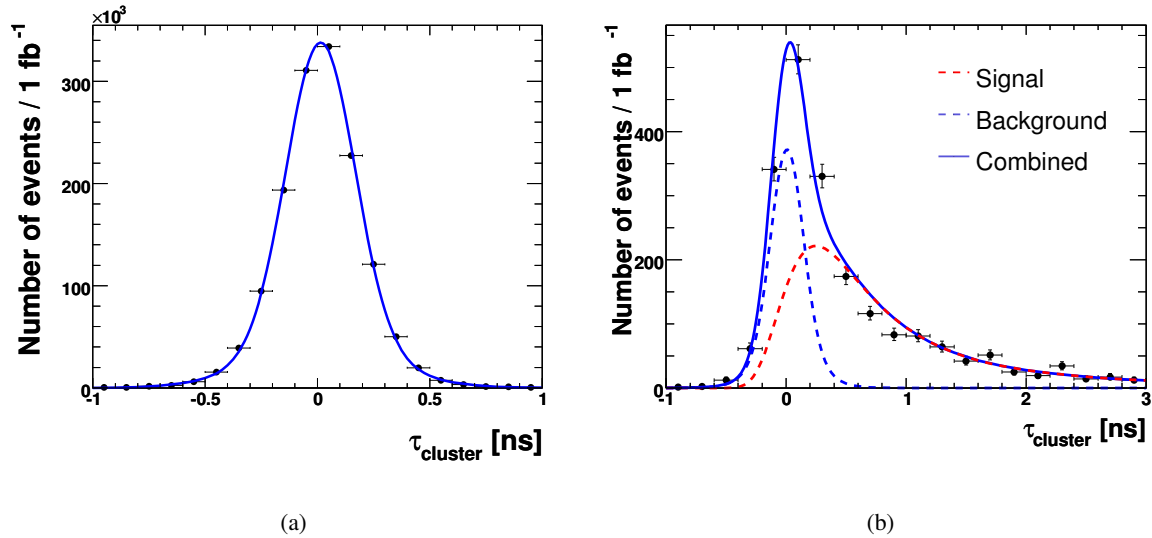 ×10³
Number of events / 1 fb⁻¹
300
200
100
0
-1 -0.5 0 0.5 1
τcluster [ns]
(a)
Number of events / 1 fb⁻¹
400
200
0
-1 0 1 2 3
τcluster [ns]
Signal
Background
Combined
(b)